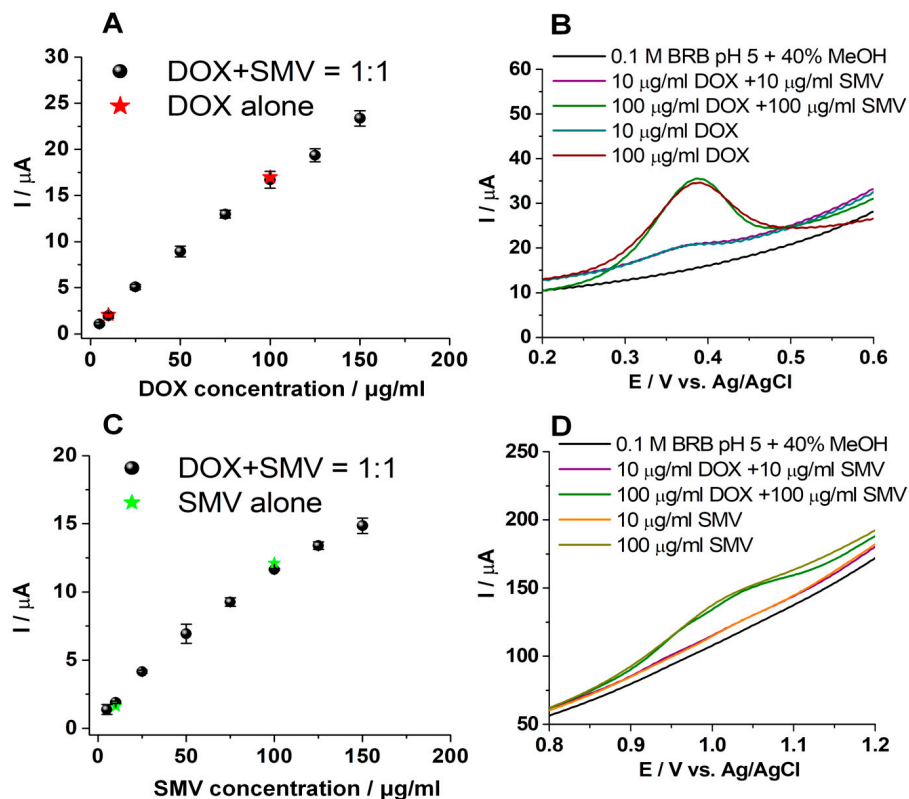 A
DOX+SMV = 1:1
DOX alone
30
25
20
15
10
5
0
I / μA
0
50
100
150
200
DOX concentration / μg/ml
B
0.1 M BRB pH 5 + 40% MeOH
10 μg/ml DOX +10 μg/ml SMV
100 μg/ml DOX +100 μg/ml SMV
10 μg/ml DOX
100 μg/ml DOX
60
50
40
30
20
10
0
I / μA
0.2
0.3
0.4
0.5
0.6
E / V vs. Ag/AgCl
C
DOX+SMV = 1:1
SMV alone
20
15
10
5
0
I / μA
0
50
100
150
200
SMV concentration / μg/ml
D
0.1 M BRB pH 5 + 40% MeOH
10 μg/ml DOX +10 μg/ml SMV
100 μg/ml DOX +100 μg/ml SMV
10 μg/ml SMV
100 μg/ml SMV
250
200
150
100
50
I / μA
0.8
0.9
1.0
1.1
1.2
E / V vs. Ag/AgCl